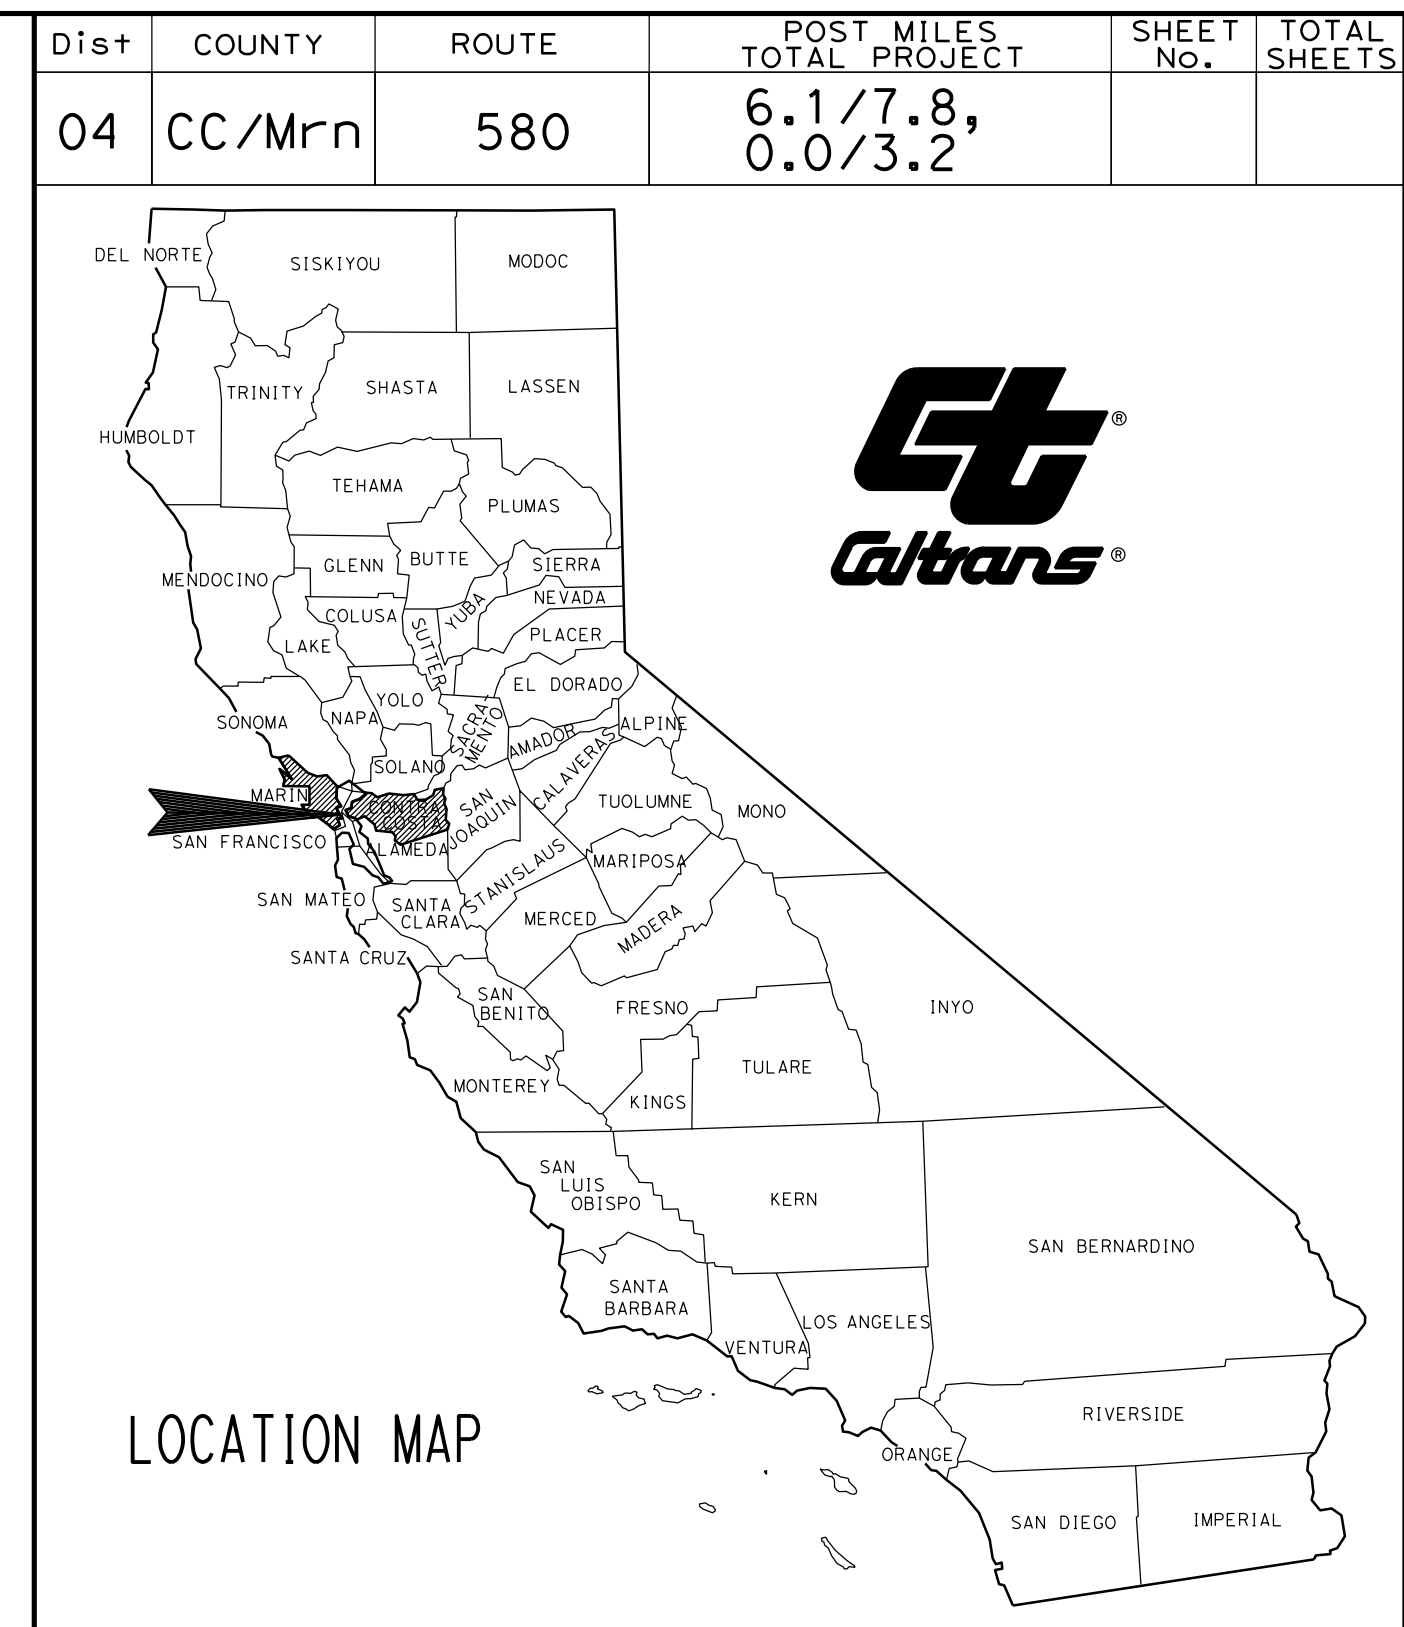 Dist COUNTY ROUTE POST MILES TOTAL PROJECT SHEET No. TOTAL SHEETS
04 CC/Mrn 580 6.1/7.8, 0.0/3.2
DEL NORTE
SISKIYOU
MODOC
TRINITY
SHASTA
LASSEN
HUMBOLDT
TEHAMA
PLUMAS
Ct®
Caltrans®
MENDOCINO
GLENN
BUTTE
SIERRA
NEVADA
COLUSA
SUTTER
YUBA
PLACER
LAKE
EL DORADO
YOLO
SONOMA
NAPA
SACRA-
MENTO
AMADOR
ALPINE
SOLANO
CALAVERAS
MARIN
CONTRA
COSTA
SAN
JOAQUIN
TUOLUMNE
MONO
SAN FRANCISCO
ALAMEDA
STANISLAUS
MARIPOSA
SAN MATEO
SANTA
CLARA
MERCED
MADERA
SANTA CRUZ
SAN
BENITO
FRESNO
INYO
MONTEREY
KINGS
TULARE
SAN
LUIS
OBISPO
KERN
SAN BERNARDINO
SANTA
BARBARA
VENTURA
LOS ANGELES
RIVERSIDE
ORANGE
LOCATION MAP
SAN DIEGO
IMPERIAL